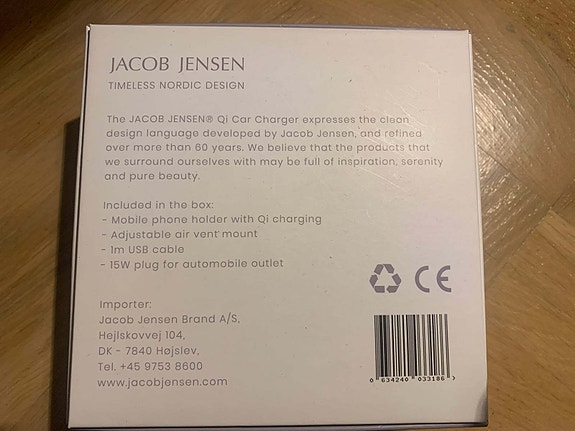 JACOB JENSEN
TIMELESS NORDIC DESIGN
The JACOB JENSEN® Qi Car Charger expresses the clean
design language developed by Jacob Jensen, and refined
over more than 60 years. We believe that the products that
we surround ourselves with may be full of inspiration, serenity
and pure beauty.
Included in the box:
- Mobile phone holder with Qi charging
- Adjustable air vent mount
- 1m USB cable
- 15W plug for automobile outlet
Importer:
Jacob Jensen Brand A/S,
Hejlskovvej 104,
DK - 7840 Højslev,
Tel. +45 9753 8600
www.jacobjensen.com
CE
0 634240 033186 >